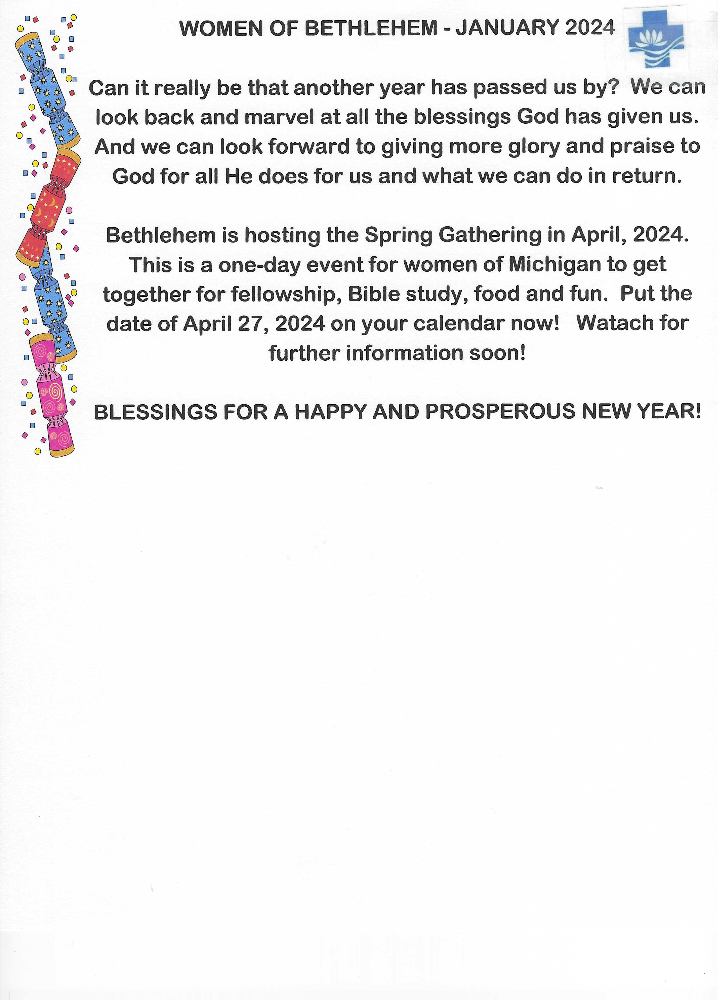 WOMEN OF BETHLEHEM - JANUARY 2024
Can it really be that another year has passed us by?  We can
look back and marvel at all the blessings God has given us.
And we can look forward to giving more glory and praise to
God for all He does for us and what we can do in return.
Bethlehem is hosting the Spring Gathering in April, 2024.
This is a one-day event for women of Michigan to get
together for fellowship, Bible study, food and fun.  Put the
date of April 27, 2024 on your calendar now!   Watach for
further information soon!
BLESSINGS FOR A HAPPY AND PROSPEROUS NEW YEAR!